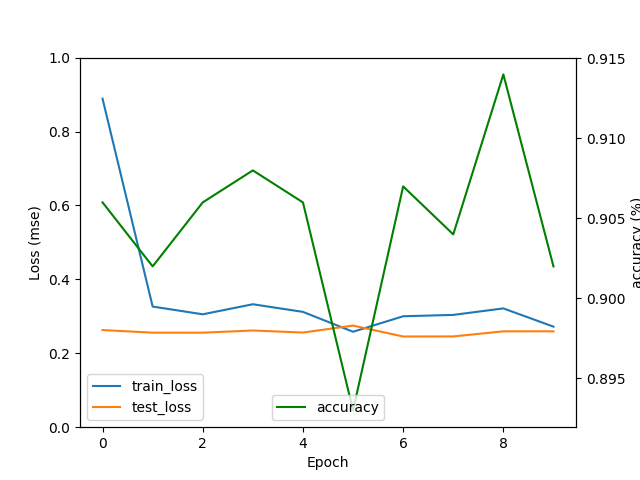 1.0
0.8
0.6
0.4
0.2
0.0
Loss (mse)
0.915
0.910
0.905
0.900
0.895
accuracy (%)
train_loss
test_loss
accuracy
0 2 4 6 8
Epoch